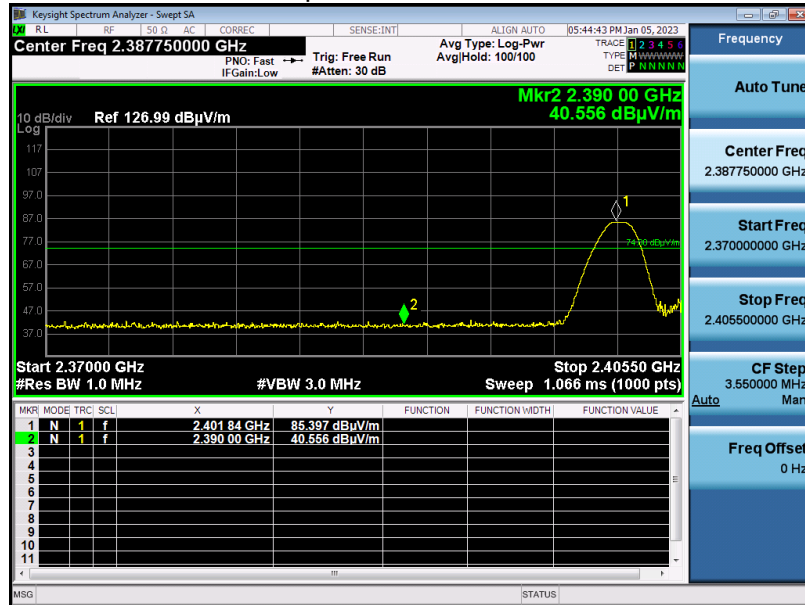 Keysight Spectrum Analyzer - Swept SA
LXI RL RF 50 Ω AC CORREC SENSE:INT ALIGN AUTO 05:44:43 PM Jan 05, 2023
Center Freq 2.387750000 GHz
PNO: Fast
IFGain:Low
Trig: Free Run
#Atten: 30 dB
Avg Type: Log-Pwr
Avg|Hold: 100/100
TRACE 1 2 3 4 5 6
TYPE M WWWWW
DET P N N N N N
Mkr2 2.390 00 GHz
40.556 dBµV/m
10 dB/div Ref 126.99 dBµV/m
Log
117
107
97.0
87.0
77.0
67.0
57.0
47.0
37.0
1
74.00 dBµV/m
2
Start 2.37000 GHz Stop 2.40550 GHz
#Res BW 1.0 MHz #VBW 3.0 MHz Sweep 1.066 ms (1000 pts)
MKR MODE TRC SCL X Y FUNCTION FUNCTION WIDTH FUNCTION VALUE
1 N 1 f 2.401 84 GHz 85.397 dBµV/m
2 N 1 f 2.390 00 GHz 40.556 dBµV/m
3
4
5
6
7
8
9
10
11
MSG STATUS
Frequency
Auto Tune
Center Freq
2.387750000 GHz
Start Freq
2.370000000 GHz
Stop Freq
2.405500000 GHz
CF Step
3.550000 MHz
Auto Man
Freq Offset
0 Hz